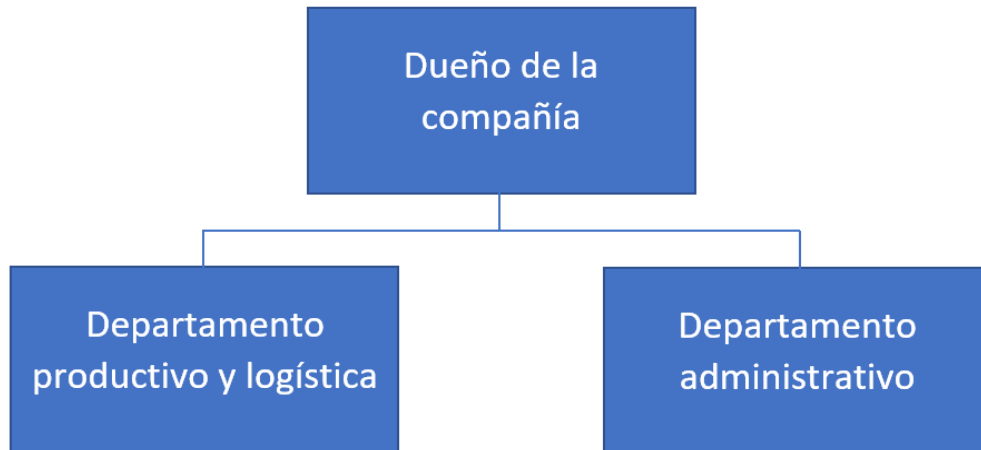 Dueño de la
compañía
Departamento
productivo y logística
Departamento
administrativo